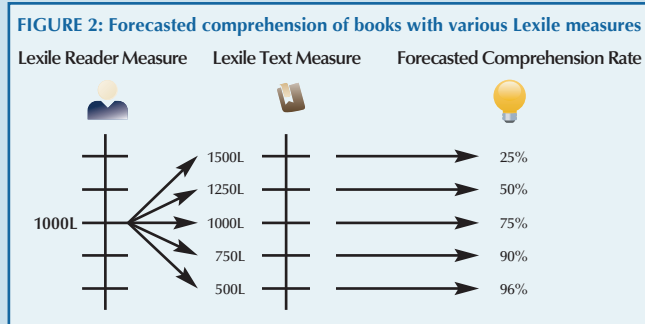 FIGURE 2: Forecasted comprehension of books with various Lexile measures
Lexile Reader Measure Lexile Text Measure Forecasted Comprehension Rate
1500L 25%
1250L 50%
1000L 1000L 75%
750L 90%
500L 96%